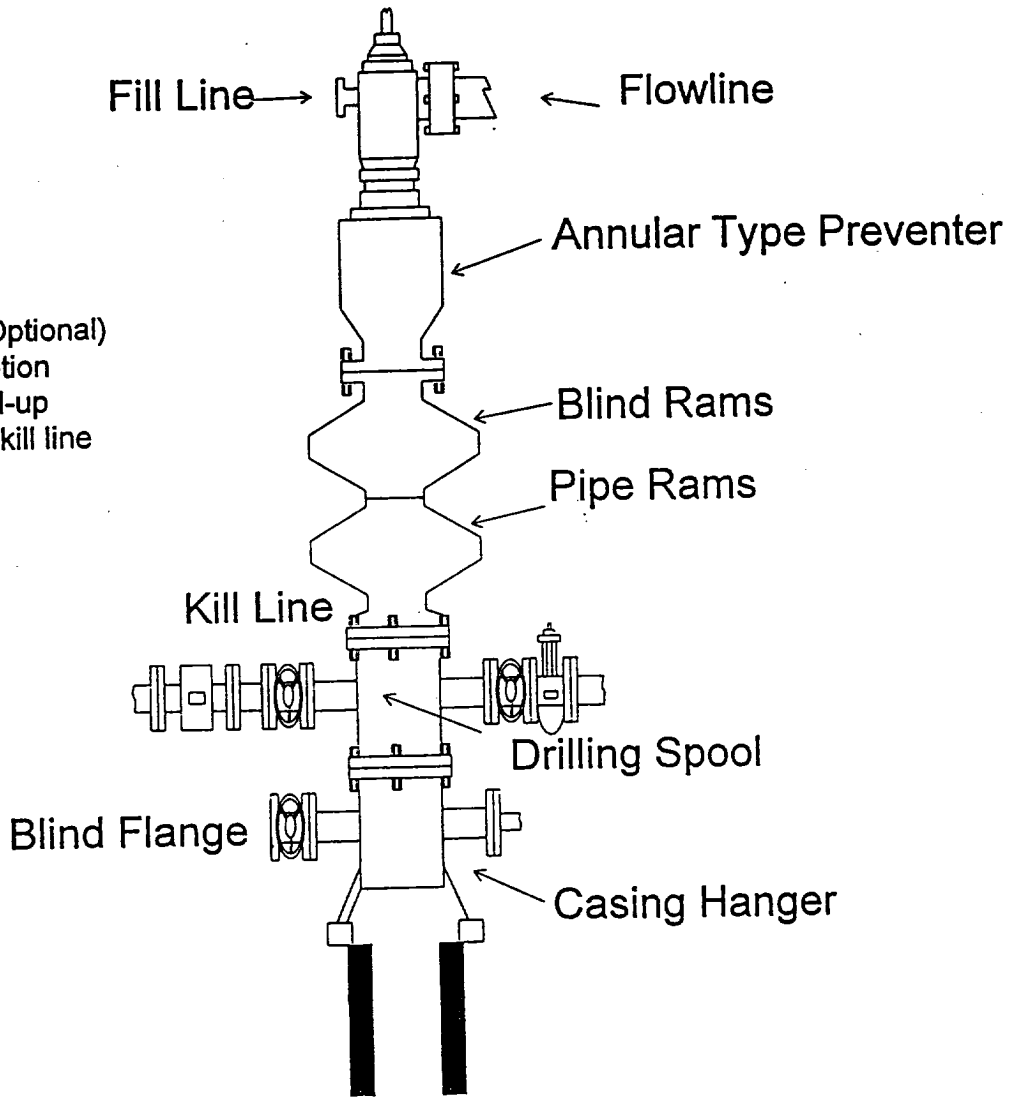 Fill Line
Flowline
Annular Type Preventer
Optional)
tion
l-up
kill line
Blind Rams
Pipe Rams
Kill Line
Drilling Spool
Blind Flange
Casing Hanger